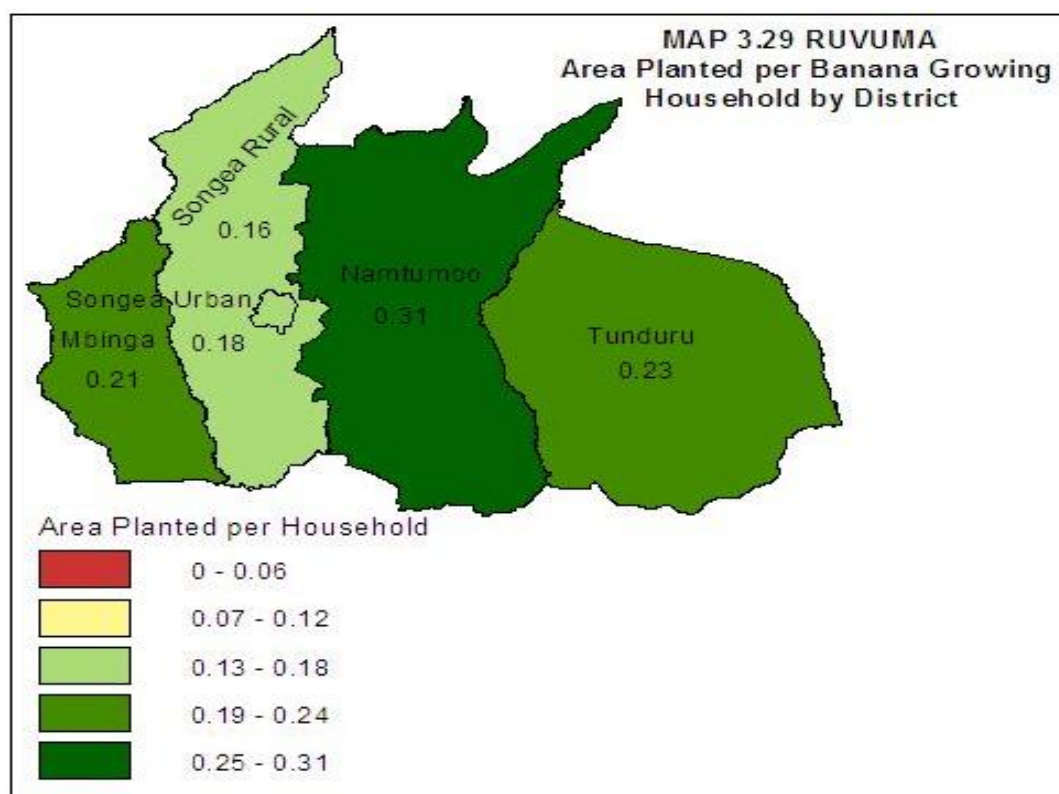 MAP 3.29 RUVUMA
Area Planted per Banana Growing
Household by District
Songea Rural
0.16
Namtumbo
0.31
Songea Urban
0.18
Mbinga
0.21
Tunduru
0.23
Area Planted per Household
0 - 0.06
0.07 - 0.12
0.13 - 0.18
0.19 - 0.24
0.25 - 0.31